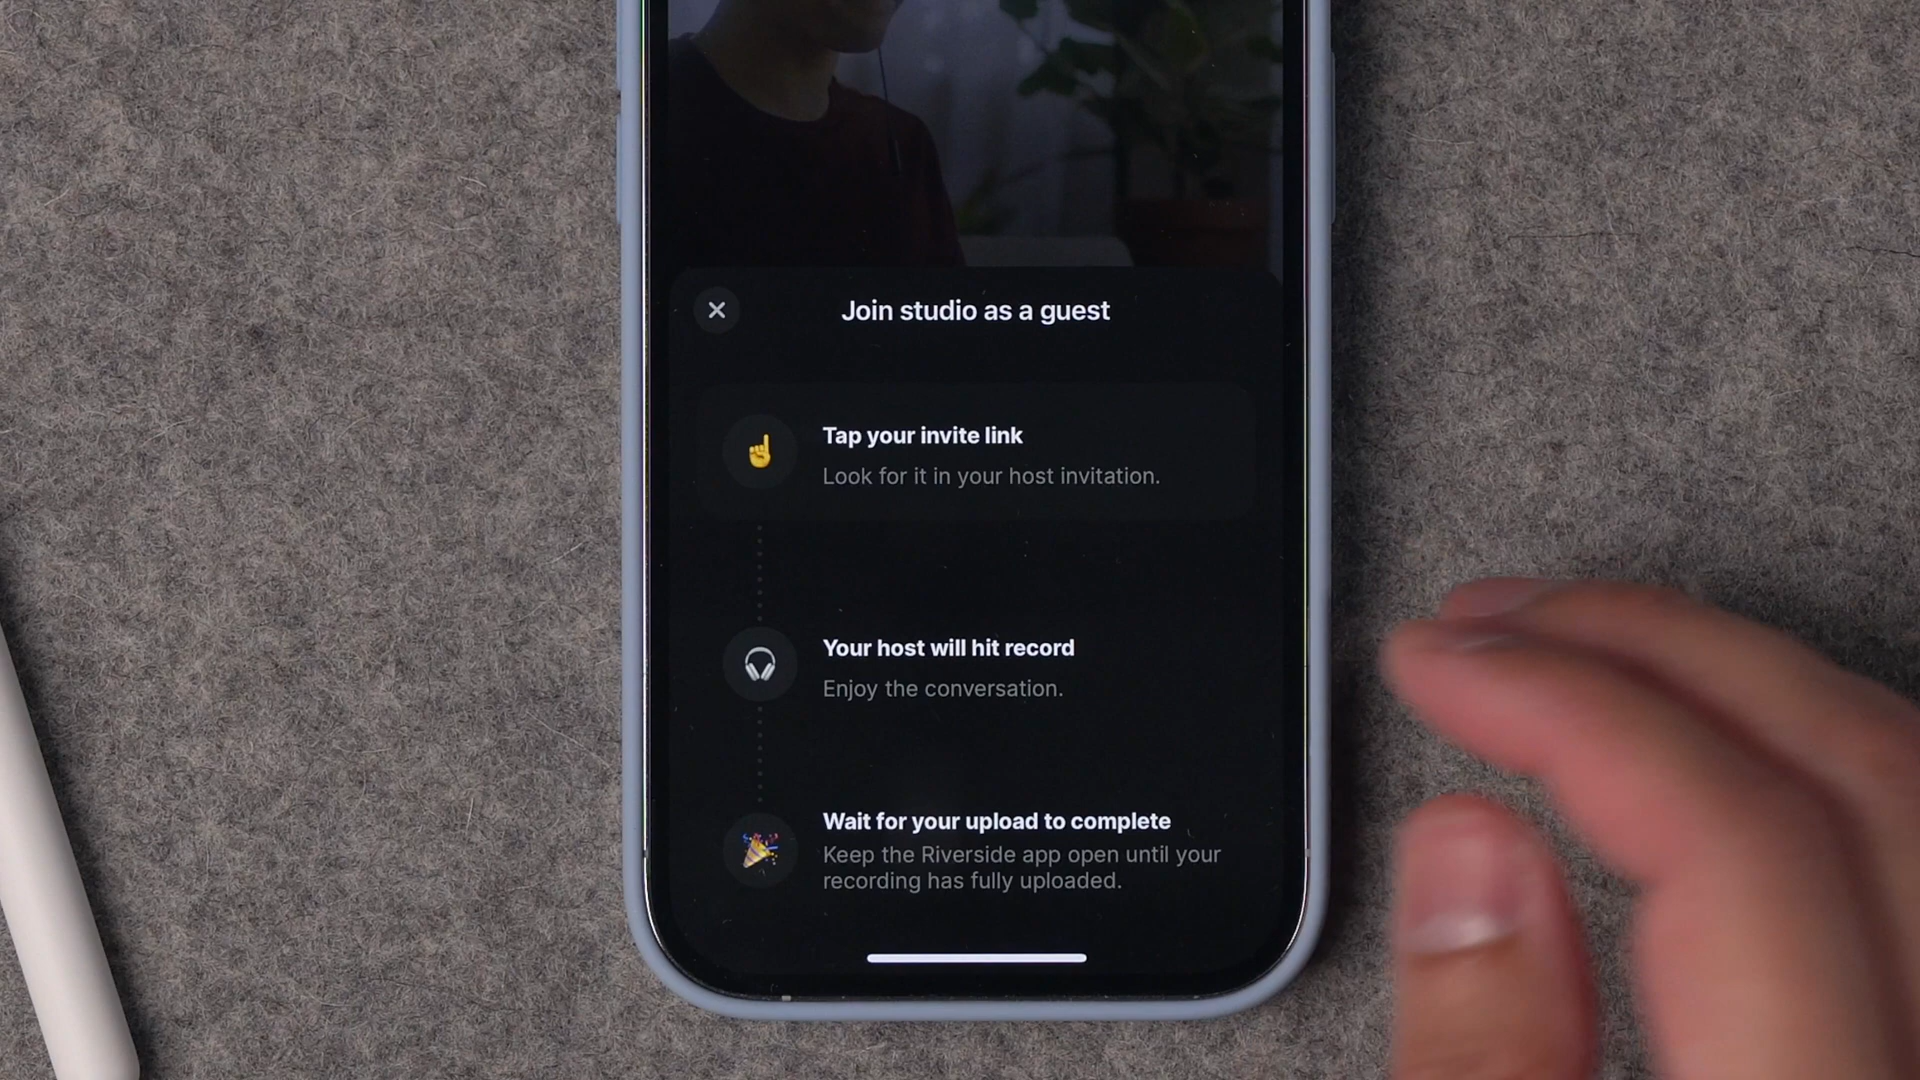 Join studio as a guest
Tap your invite link
Look for it in your host invitation.
Your host will hit record
Enjoy the conversation.
Wait for your upload to complete
Keep the Riverside app open until your
recording has fully uploaded.